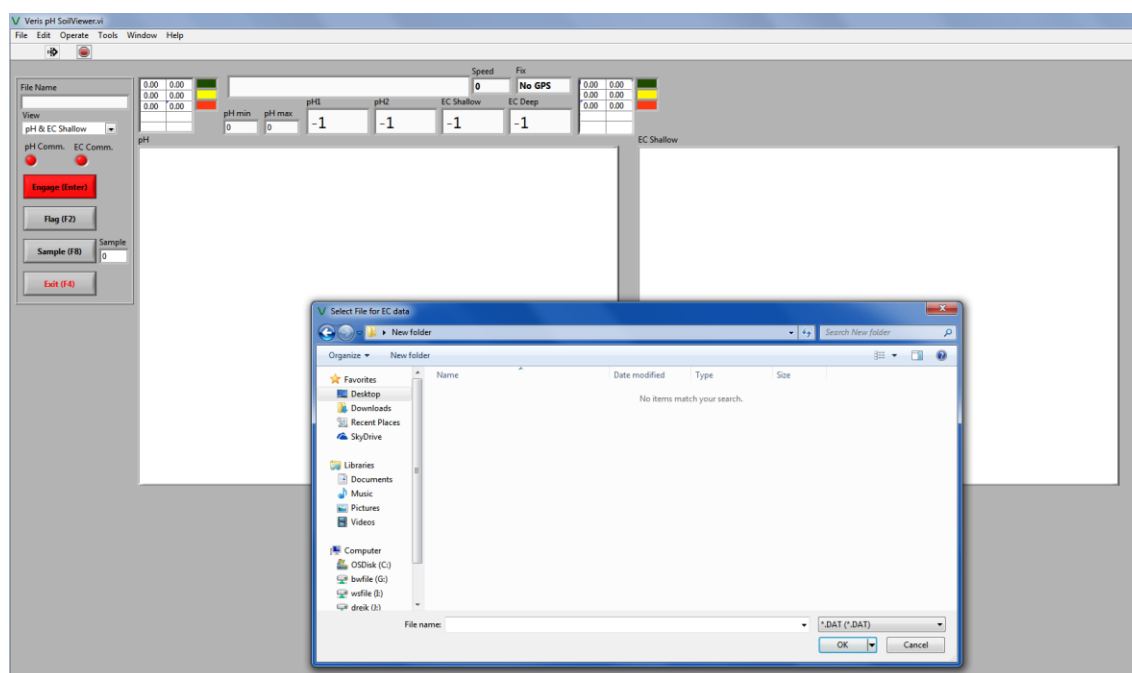 Veris pH SoilViewer.vi
File Edit Operate Tools Window Help
Speed Fix
File Name
0.00 0.00
0 No GPS
0.00 0.00
0.00 0.00
0.00 0.00
0.00 0.00
0.00 0.00
pH1 pH2 EC Shallow EC Deep
View
pH min pH max
pH & EC Shallow
0 0
-1 -1 -1 -1
pH EC Shallow
pH Comm. EC Comm.
Engage (Enter)
Flag (F2)
Sample
Sample (F8)
0
Exit (F4)
Select File for EC data
New folder
Search New folder
Organize New folder
Name Date modified Type Size
No items match your search.
Favorites
Desktop
Downloads
Recent Places
SkyDrive
Libraries
Documents
Music
Pictures
Videos
Computer
OSDisk (C:)
bwfile (G:)
wsfile (I:)
dreik (J:)
File name:
*.DAT (*.DAT)
OK Cancel